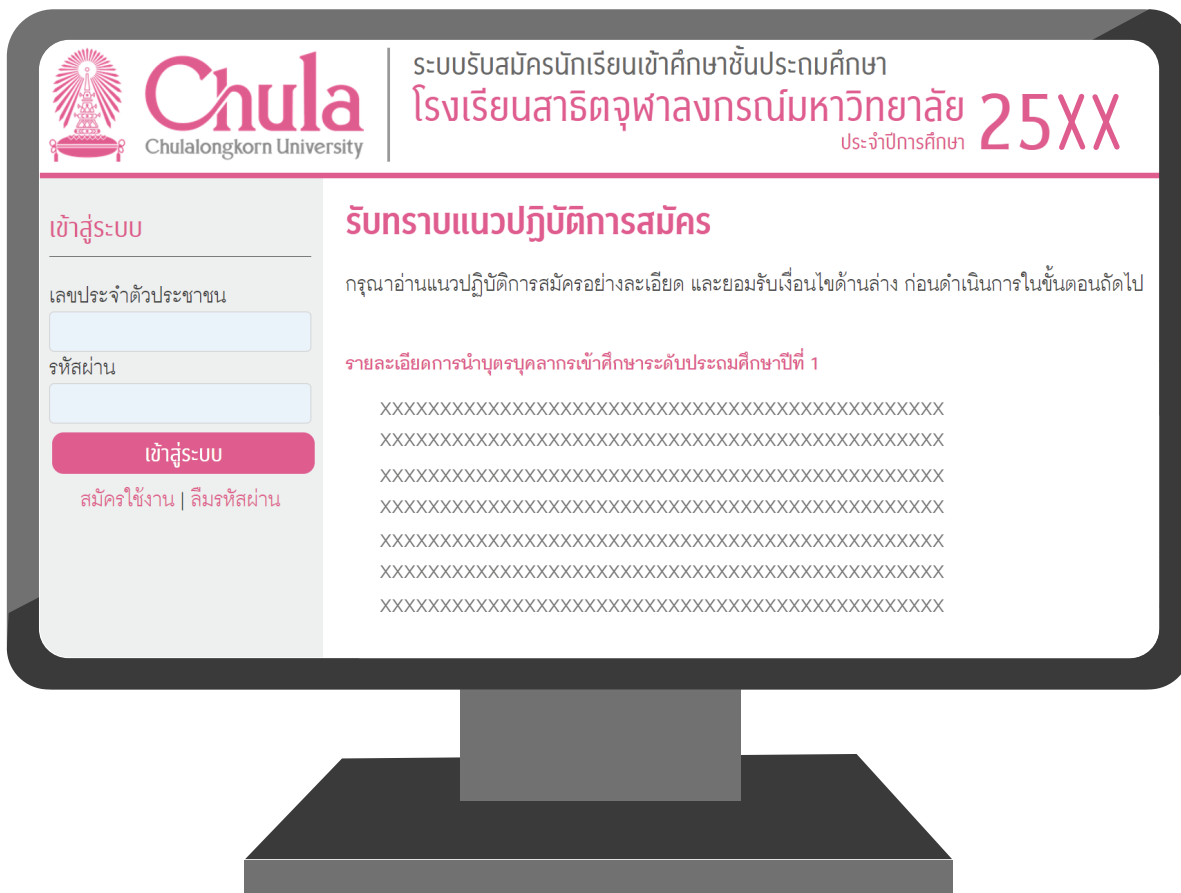 Chula
Chulalongkorn University
ระบบรับสมัครนักเรียนเข้าศึกษาชั้นประถมศึกษา
โรงเรียนสาธิตจุฬาลงกรณ์มหาวิทยาลัย 25XX
ประจำปีการศึกษา
เข้าสู่ระบบ
เลขประจำตัวประชาชน
รหัสผ่าน
เข้าสู่ระบบ
สมัครใช้งาน | ลืมรหัสผ่าน
รับทราบแนวปฏิบัติการสมัคร
กรุณาอ่านแนวปฏิบัติการสมัครอย่างละเอียด และยอมรับเงื่อนไขด้านล่าง ก่อนดำเนินการในขั้นตอนถัดไป
รายละเอียดการนำบุตรบุคลากรเข้าศึกษาระดับประถมศึกษาปีที่ 1
XXXXXXXXXXXXXXXXXXXXXXXXXXXXXXXXXXXXXXXXXXXXXXX
XXXXXXXXXXXXXXXXXXXXXXXXXXXXXXXXXXXXXXXXXXXXXXX
XXXXXXXXXXXXXXXXXXXXXXXXXXXXXXXXXXXXXXXXXXXXXXX
XXXXXXXXXXXXXXXXXXXXXXXXXXXXXXXXXXXXXXXXXXXXXXX
XXXXXXXXXXXXXXXXXXXXXXXXXXXXXXXXXXXXXXXXXXXXXXX
XXXXXXXXXXXXXXXXXXXXXXXXXXXXXXXXXXXXXXXXXXXXXXX
XXXXXXXXXXXXXXXXXXXXXXXXXXXXXXXXXXXXXXXXXXXXXXX